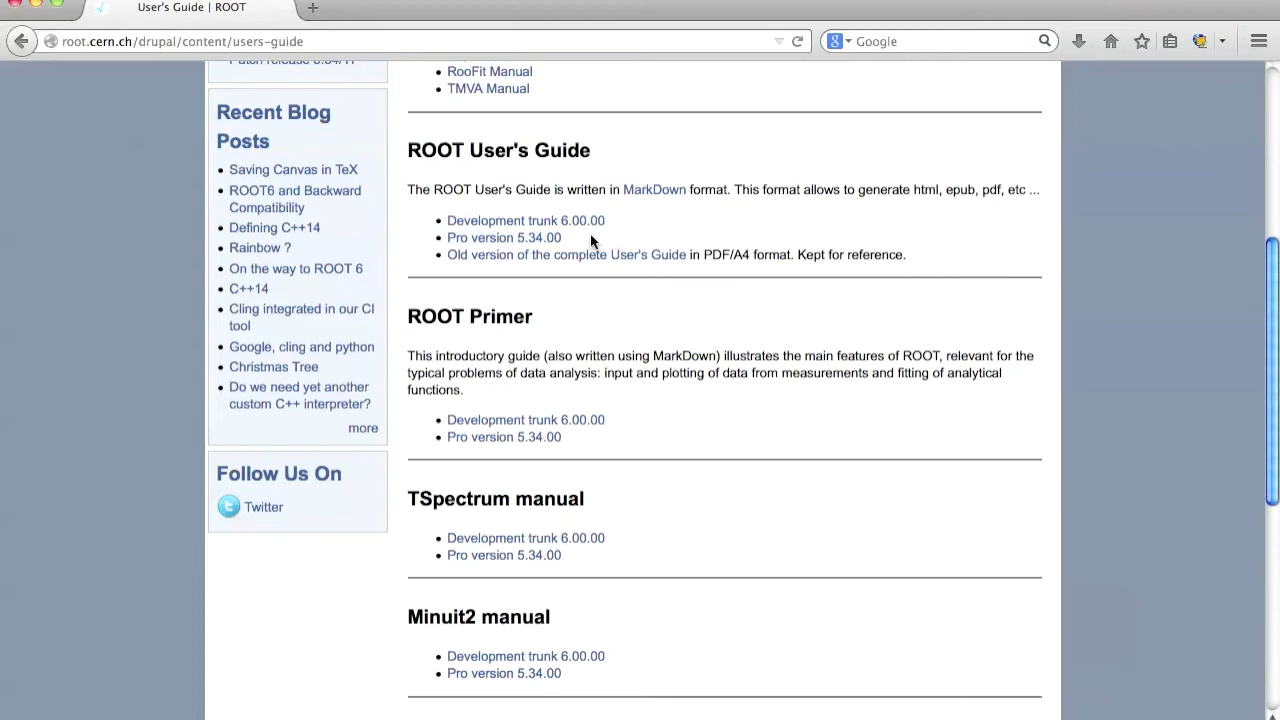 User's Guide | ROOT
root.cern.ch/drupal/content/users-guide
Google
RooFit Manual
TMVA Manual
Recent Blog
Posts
Saving Canvas in TeX
ROOT6 and Backward
Compatibility
Defining C++14
Rainbow ?
On the way to ROOT 6
C++14
Cling integrated in our CI
tool
Google, cling and python
Christmas Tree
Do we need yet another
custom C++ interpreter?
more
Follow Us On
Twitter
ROOT User's Guide
The ROOT User's Guide is written in MarkDown format. This format allows to generate html, epub, pdf, etc ...
Development trunk 6.00.00
Pro version 5.34.00
Old version of the complete User's Guide in PDF/A4 format. Kept for reference.
ROOT Primer
This introductory guide (also written using MarkDown) illustrates the main features of ROOT, relevant for the
typical problems of data analysis: input and plotting of data from measurements and fitting of analytical
functions.
Development trunk 6.00.00
Pro version 5.34.00
TSpectrum manual
Development trunk 6.00.00
Pro version 5.34.00
Minuit2 manual
Development trunk 6.00.00
Pro version 5.34.00